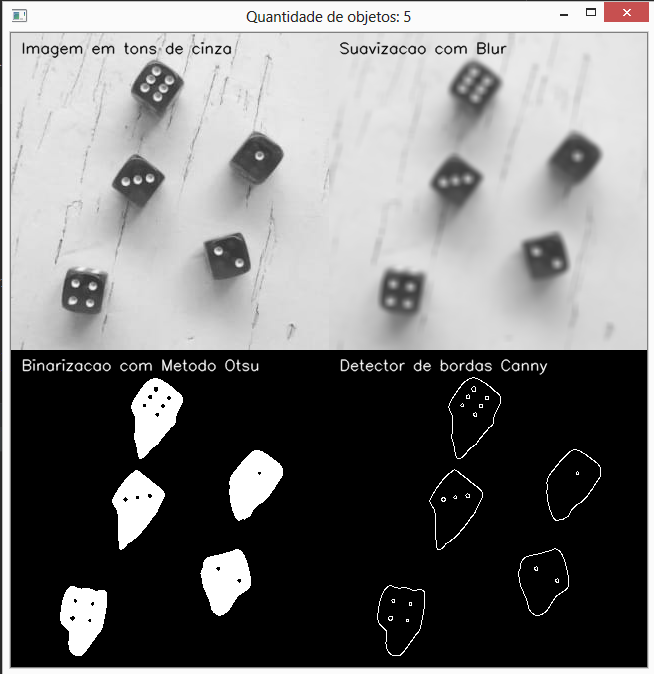 Quantidade de objetos: 5
Imagem em tons de cinza
Suavizacao com Blur
Binarizacao com Metodo Otsu
Detector de bordas Canny